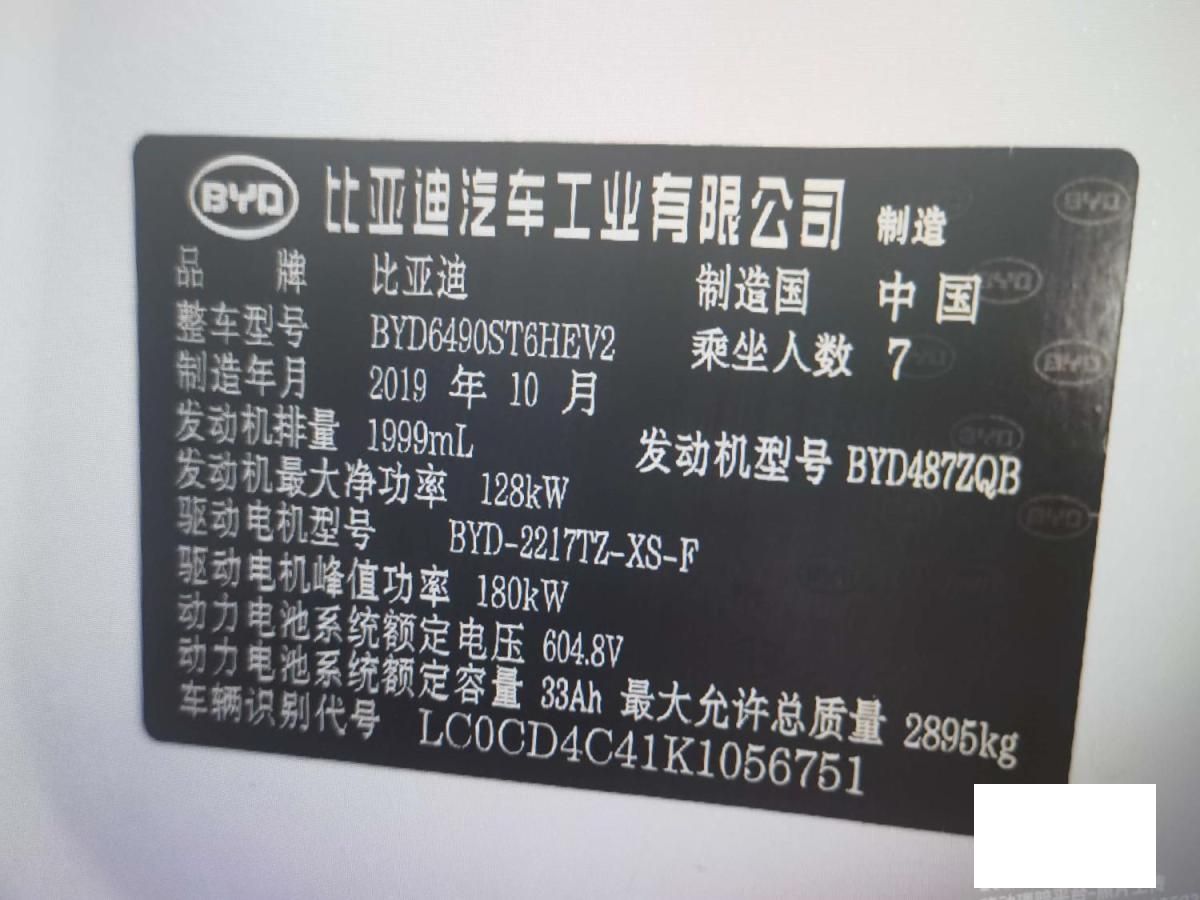 BYD 比亚迪汽车工业有限公司 制造
品 牌 比亚迪 制造国 中国
整车型号 BYD6490ST6HEV2 乘坐人数 7
制造年月 2019 年 10 月
发动机排量 1999mL 发动机型号 BYD487ZQB
发动机最大净功率 128kW
驱动电机型号 BYD-2217TZ-XS-F
驱动电机峰值功率 180kW
动力电池系统额定电压 604.8V
动力电池系统额定容量 33Ah 最大允许总质量 2895kg
车辆识别代号 LC0CD4C41K1056751